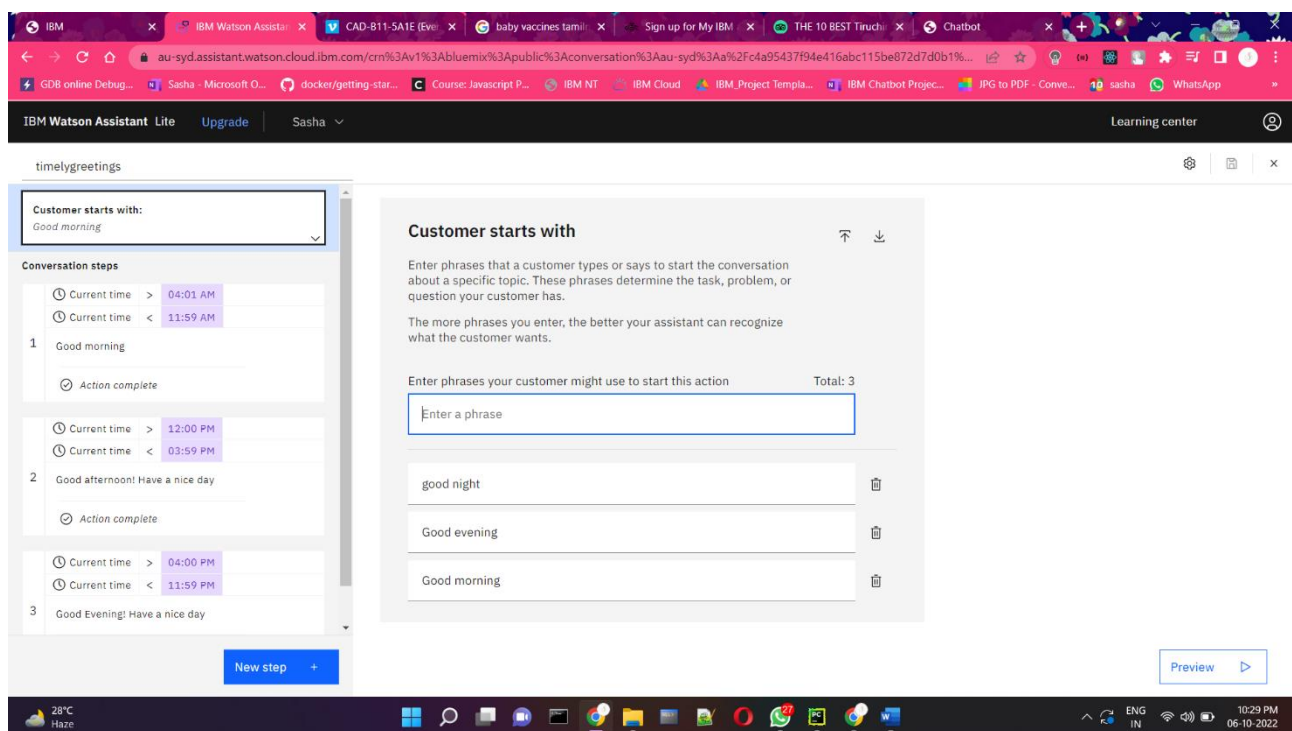 IBM
IBM Watson Assistan
CAD-B11-5A1E (Even
baby vaccines tamiln
Sign up for My IBM
THE 10 BEST Tiruchi
Chatbot
au-syd.assistant.watson.cloud.ibm.com/crn%3Av1%3Abluemix%3Apublic%3Aconversation%3Aau-syd%3Aa%2Fc4a95437f94e416abc115be872d7d0b1%...
GDB online Debug...
Sasha - Microsoft O...
docker/getting-star...
Course: Javascript P...
IBM NT
IBM Cloud
IBM_Project Templa...
IBM Chatbot Projec...
JPG to PDF - Conve...
sasha
WhatsApp
»
IBM Watson Assistant Lite
Upgrade
Sasha
Learning center
timelygreetings
Customer starts with:
Good morning
Conversation steps
Current time > 04:01 AM
Current time < 11:59 AM
1 Good morning
Action complete
Current time > 12:00 PM
Current time < 03:59 PM
2 Good afternoon! Have a nice day
Action complete
Current time > 04:00 PM
Current time < 11:59 PM
3 Good Evening! Have a nice day
New step +
Customer starts with
Enter phrases that a customer types or says to start the conversation
about a specific topic. These phrases determine the task, problem, or
question your customer has.
The more phrases you enter, the better your assistant can recognize
what the customer wants.
Enter phrases your customer might use to start this action Total: 3
Enter a phrase
good night
Good evening
Good morning
Preview
28°C
Haze
27
ENG
IN
10:29 PM
06-10-2022